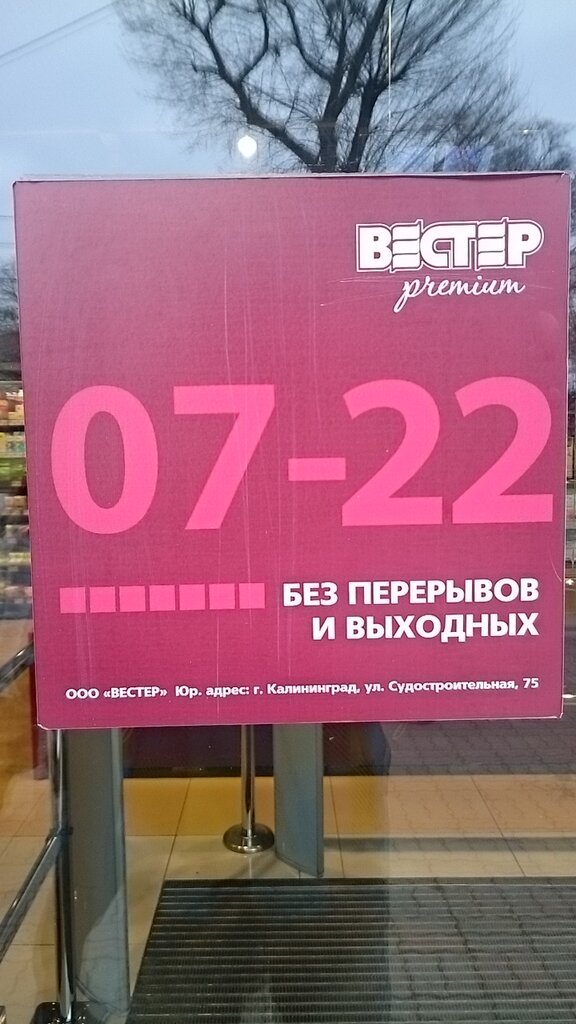 ВЕСТЕР
premium
07-22
БЕЗ ПЕРЕРЫВОВ
И ВЫХОДНЫХ
ООО «ВЕСТЕР» Юр. адрес: г. Калининград, ул. Судостроительная, 75